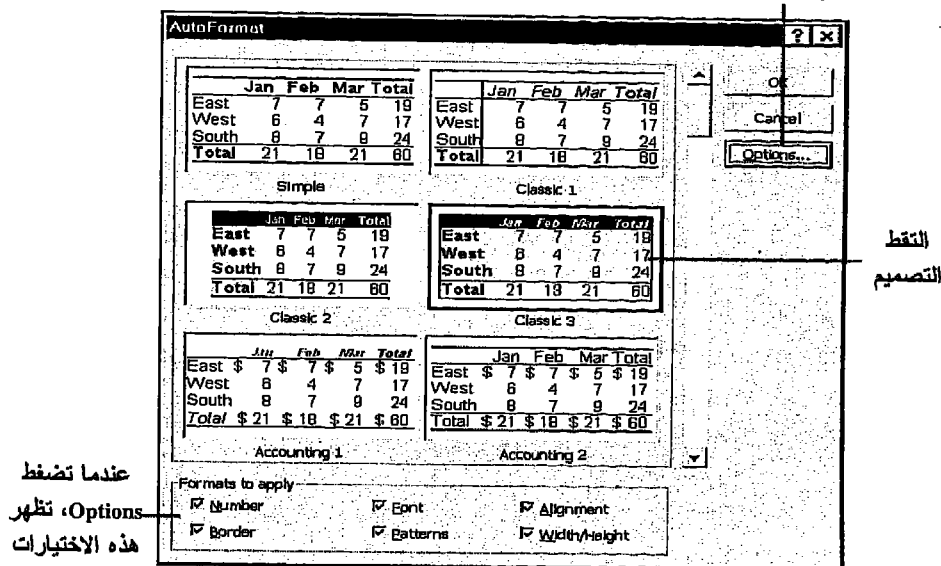 AutoFormat
Jan Feb Mar Total
East 7 7 5 19
West 6 4 7 17
South 8 7 9 24
Total 21 18 21 60
Simple
Jan Feb Mar Total
East 7 7 5 19
West 6 4 7 17
South 8 7 9 24
Total 21 18 21 60
Classic 1
OK
Cancel
Options...
Jan Feb Mar Total
East 7 7 5 19
West 6 4 7 17
South 8 7 9 24
Total 21 18 21 60
Classic 2
Jan Feb Mar Total
East 7 7 5 19
West 6 4 7 17
South 8 7 9 24
Total 21 18 21 60
Classic 3
التقط
التصميم
Jan Feb Mar Total
East $ 7 $ 7 $ 5 $ 19
West 6 4 7 17
South 8 7 9 24
Total $ 21 $ 18 $ 21 $ 60
Accounting 1
Jan Feb Mar Total
East $ 7 $ 7 $ 5 $ 19
West 6 4 7 17
South 8 7 9 24
Total $ 21 $ 18 $ 21 $ 60
Accounting 2
عندما تضغط
Options، تظهر
هذه الاختيارات
Formats to apply
Number Font Alignment
Border Patterns Width/Height